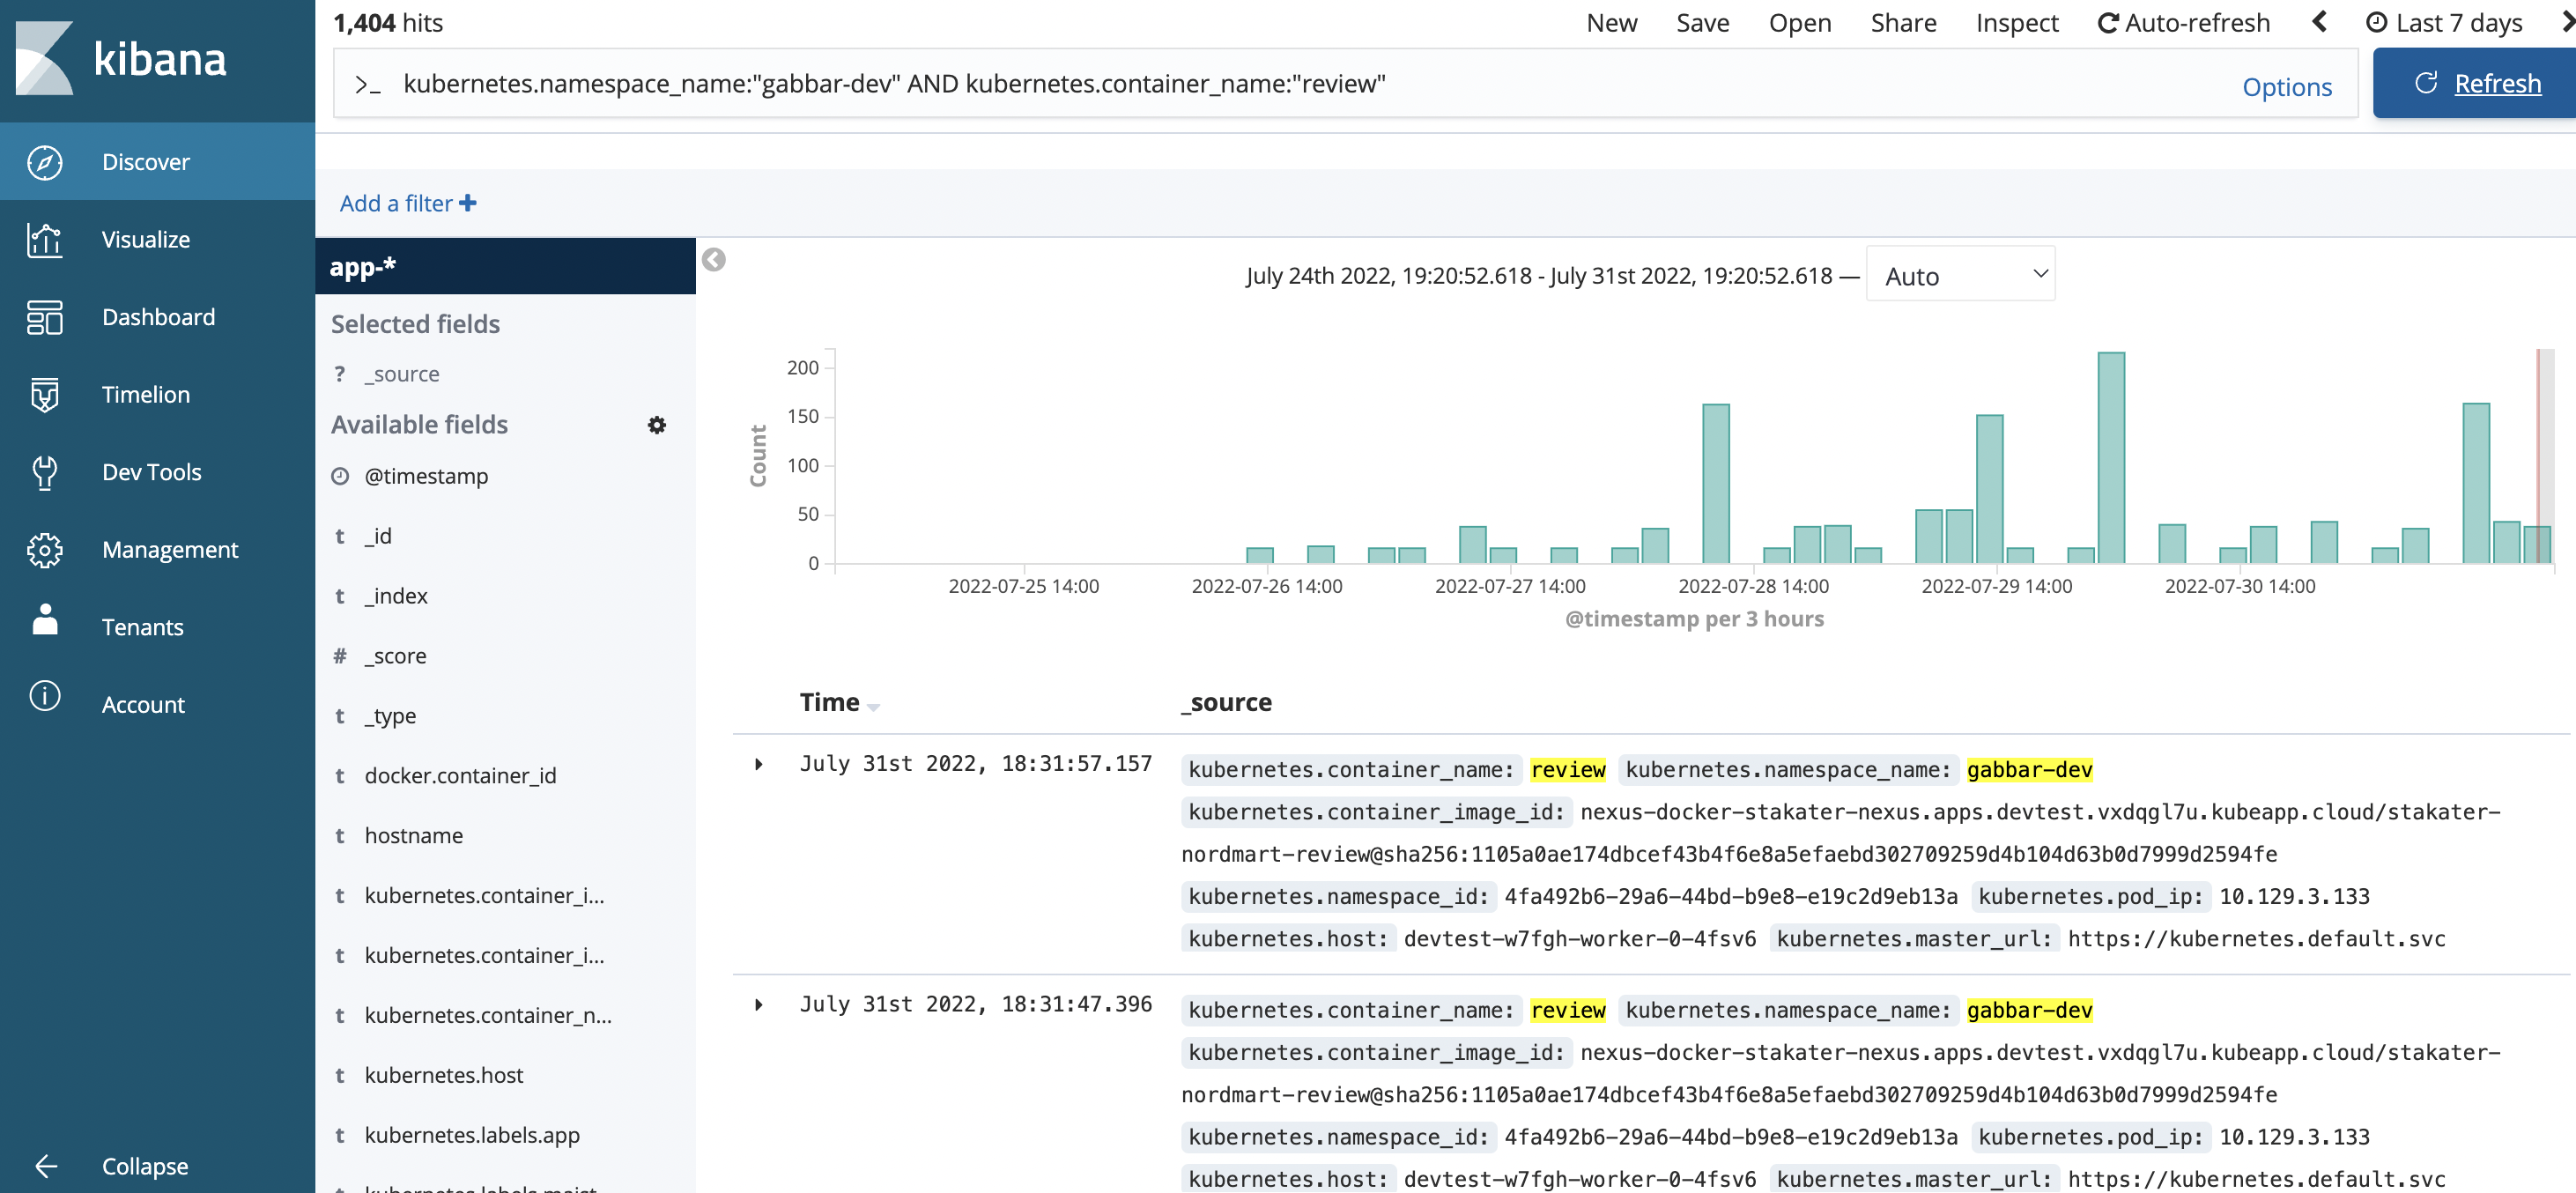 kibana
Discover
Visualize
Dashboard
Timelion
Dev Tools
Management
Tenants
Account
Collapse
1,404 hits
New Save Open Share Inspect Auto-refresh Last 7 days
>_ kubernetes.namespace_name:"gabbar-dev" AND kubernetes.container_name:"review" Options Refresh
Add a filter +
app-*
Selected fields
? _source
Available fields
@timestamp
t _id
t _index
# _score
t _type
t docker.container_id
t hostname
t kubernetes.container_i...
t kubernetes.container_i...
t kubernetes.container_n...
t kubernetes.host
t kubernetes.labels.app
July 24th 2022, 19:20:52.618 - July 31st 2022, 19:20:52.618 — Auto
Count
200
150
100
50
0
2022-07-25 14:00 2022-07-26 14:00 2022-07-27 14:00 2022-07-28 14:00 2022-07-29 14:00 2022-07-30 14:00
@timestamp per 3 hours
Time _source
July 31st 2022, 18:31:57.157 kubernetes.container_name: review kubernetes.namespace_name: gabbar-dev
kubernetes.container_image_id: nexus-docker-stakater-nexus.apps.devtest.vxdqgl7u.kubeapp.cloud/stakater-
nordmart-review@sha256:1105a0ae174dbcef43b4f6e8a5efaebd302709259d4b104d63b0d7999d2594fe
kubernetes.namespace_id: 4fa492b6-29a6-44bd-b9e8-e19c2d9eb13a kubernetes.pod_ip: 10.129.3.133
kubernetes.host: devtest-w7fgh-worker-0-4fsv6 kubernetes.master_url: https://kubernetes.default.svc
July 31st 2022, 18:31:47.396 kubernetes.container_name: review kubernetes.namespace_name: gabbar-dev
kubernetes.container_image_id: nexus-docker-stakater-nexus.apps.devtest.vxdqgl7u.kubeapp.cloud/stakater-
nordmart-review@sha256:1105a0ae174dbcef43b4f6e8a5efaebd302709259d4b104d63b0d7999d2594fe
kubernetes.namespace_id: 4fa492b6-29a6-44bd-b9e8-e19c2d9eb13a kubernetes.pod_ip: 10.129.3.133
kubernetes.host: devtest-w7fgh-worker-0-4fsv6 kubernetes.master_url: https://kubernetes.default.svc